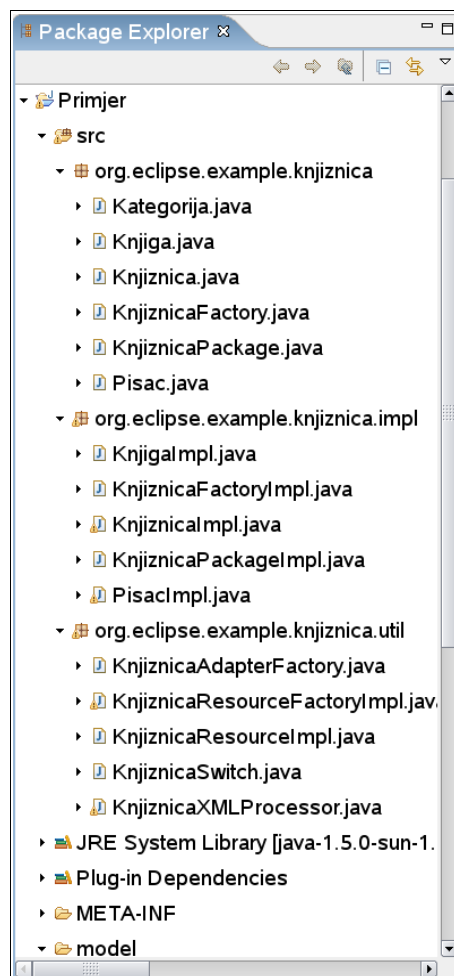 Package Explorer
Primjer
src
org.eclipse.example.knjiznica
Kategorija.java
Knjiga.java
Knjiznica.java
KnjiznicaFactory.java
KnjiznicaPackage.java
Pisac.java
org.eclipse.example.knjiznica.impl
KnjigaImpl.java
KnjiznicaFactoryImpl.java
KnjiznicaImpl.java
KnjiznicaPackageImpl.java
PisacImpl.java
org.eclipse.example.knjiznica.util
KnjiznicaAdapterFactory.java
KnjiznicaResourceFactoryImpl.java
KnjiznicaResourceImpl.java
KnjiznicaSwitch.java
KnjiznicaXMLProcessor.java
JRE System Library [java-1.5.0-sun-1.
Plug-in Dependencies
META-INF
model